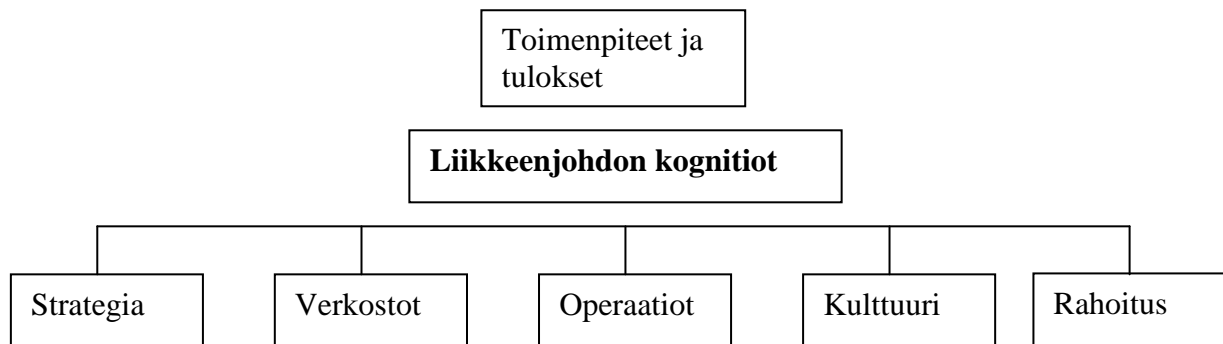 Toimenpiteet ja
tulokset
Liikkeenjohdon kognitiot
Strategia
Verkostot
Operaatiot
Kulttuuri
Rahoitus